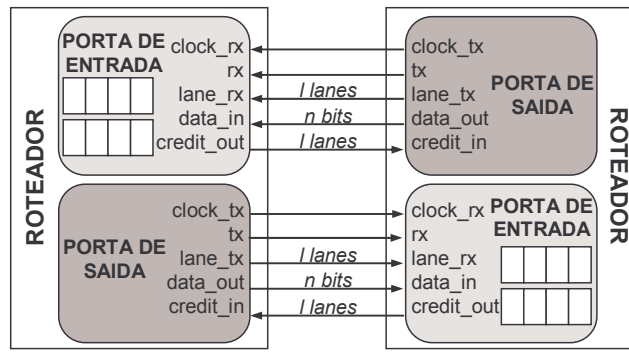 ROTEADOR
PORTA DE
ENTRADA
clock_rx
rx
lane_rx
data_in
credit_out
l lanes
n bits
l lanes
clock_tx
tx
lane_tx
data_out
credit_in
PORTA DE
SAIDA
ROTEADOR
PORTA DE
SAIDA
clock_tx
tx
lane_tx
data_out
credit_in
l lanes
n bits
l lanes
clock_rx
rx
lane_rx
data_in
credit_out
PORTA DE
ENTRADA